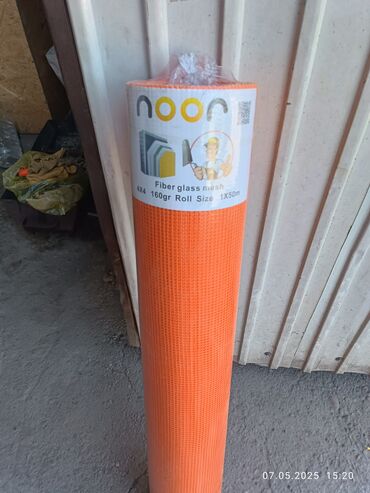 noor
Fiber glass mesh
4X4 160gr Roll Size 1X50m
07.05.2025 15:20